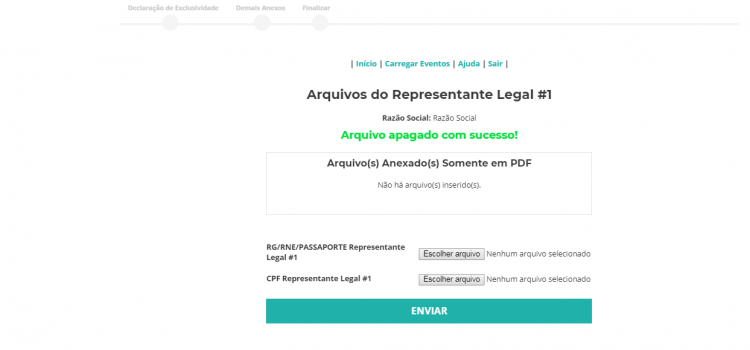 Declaração de Exclusividade Demais Anexos Finalizar
| Início | Carregar Eventos | Ajuda | Sair |
Arquivos do Representante Legal #1
Razão Social: Razão Social
Arquivo apagado com sucesso!
Arquivo(s) Anexado(s) Somente em PDF
Não há arquivo(s) inserido(s).
RG/RNE/PASSAPORTE Representante
Legal #1
Escolher arquivo Nenhum arquivo selecionado
CPF Representante Legal #1 Escolher arquivo Nenhum arquivo selecionado
ENVIAR